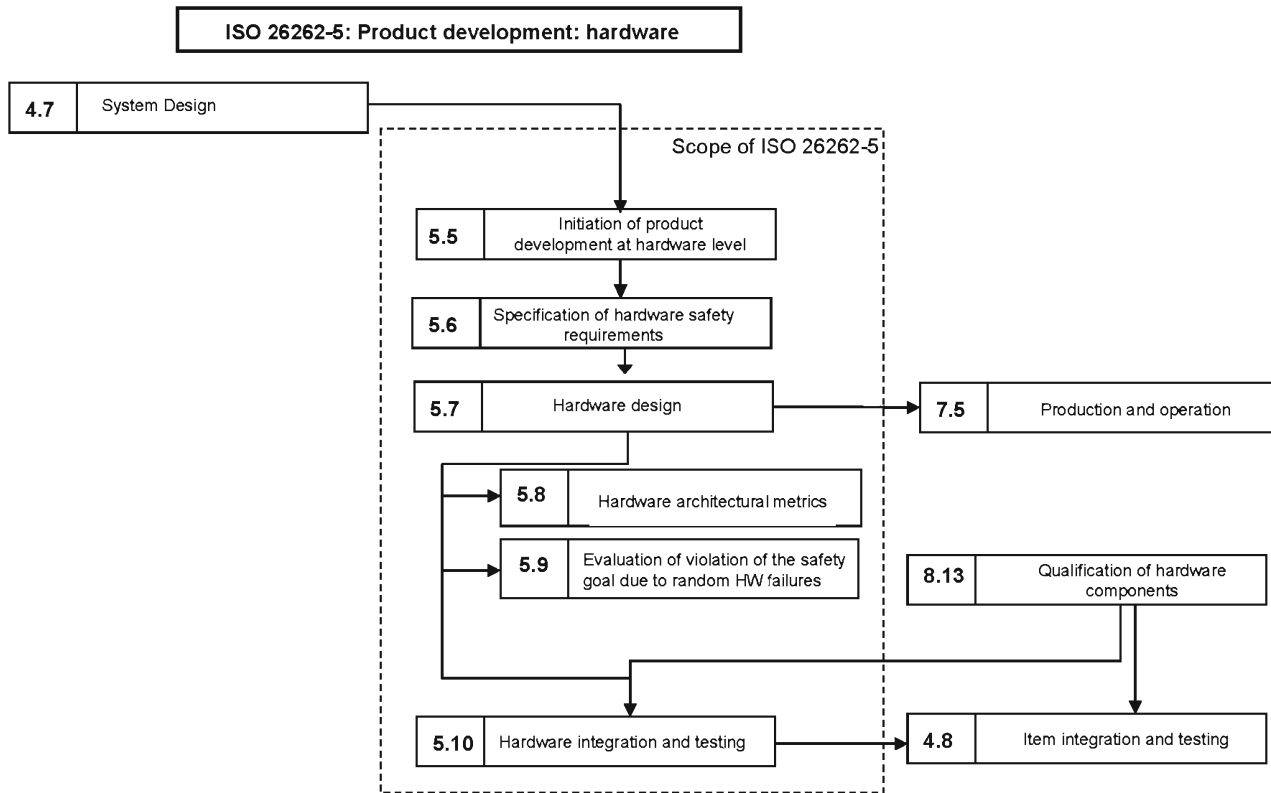 ISO 26262-5: Product development: hardware
4.7
System Design
Scope of ISO 26262-5
5.5
Initiation of product
development at hardware level
5.6
Specification of hardware safety
requirements
5.7
Hardware design
7.5
Production and operation
5.8
Hardware architectural metrics
5.9
Evaluation of violation of the safety
goal due to random HW failures
8.13
Qualification of hardware
components
5.10
Hardware integration and testing
4.8
Item integration and testing